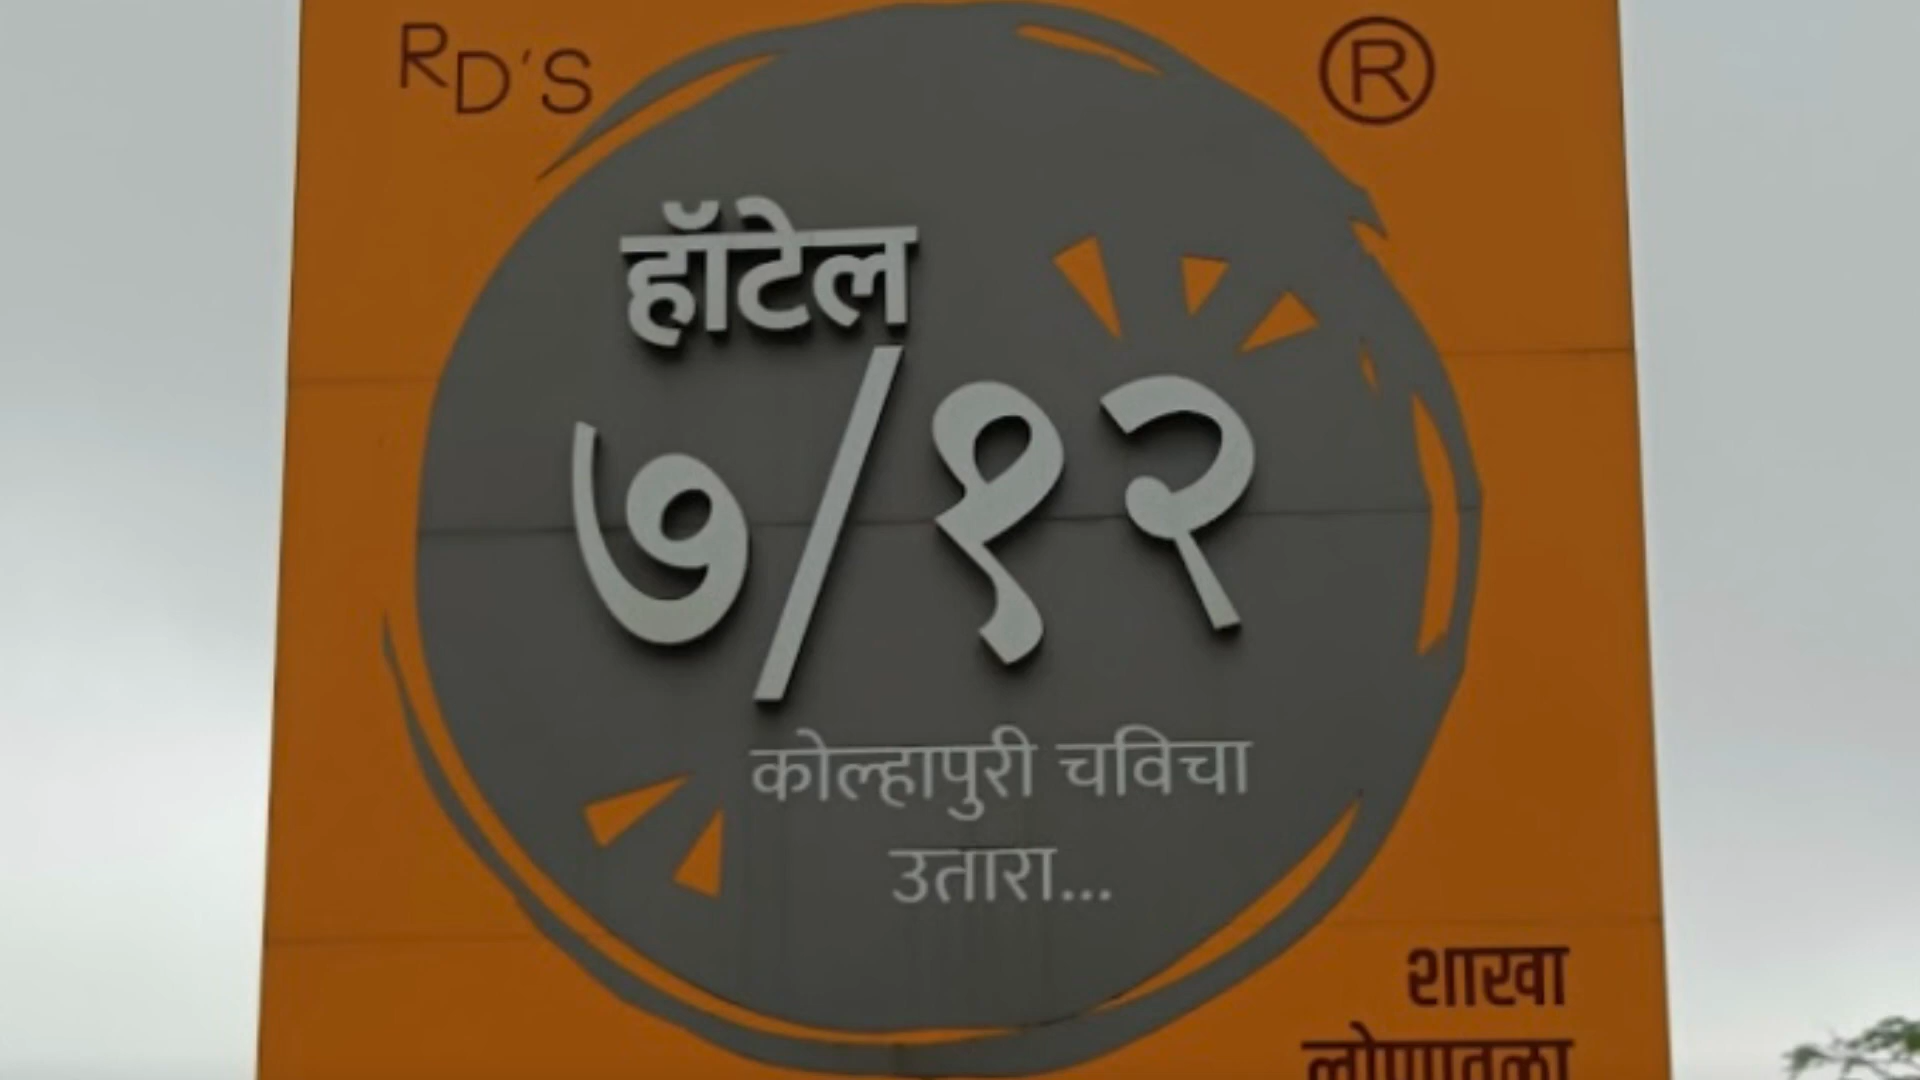 RD'S ®
हॉटेल
७/१२
कोल्हापुरी चविचा
उतारा...
शाखा
लोणावळा